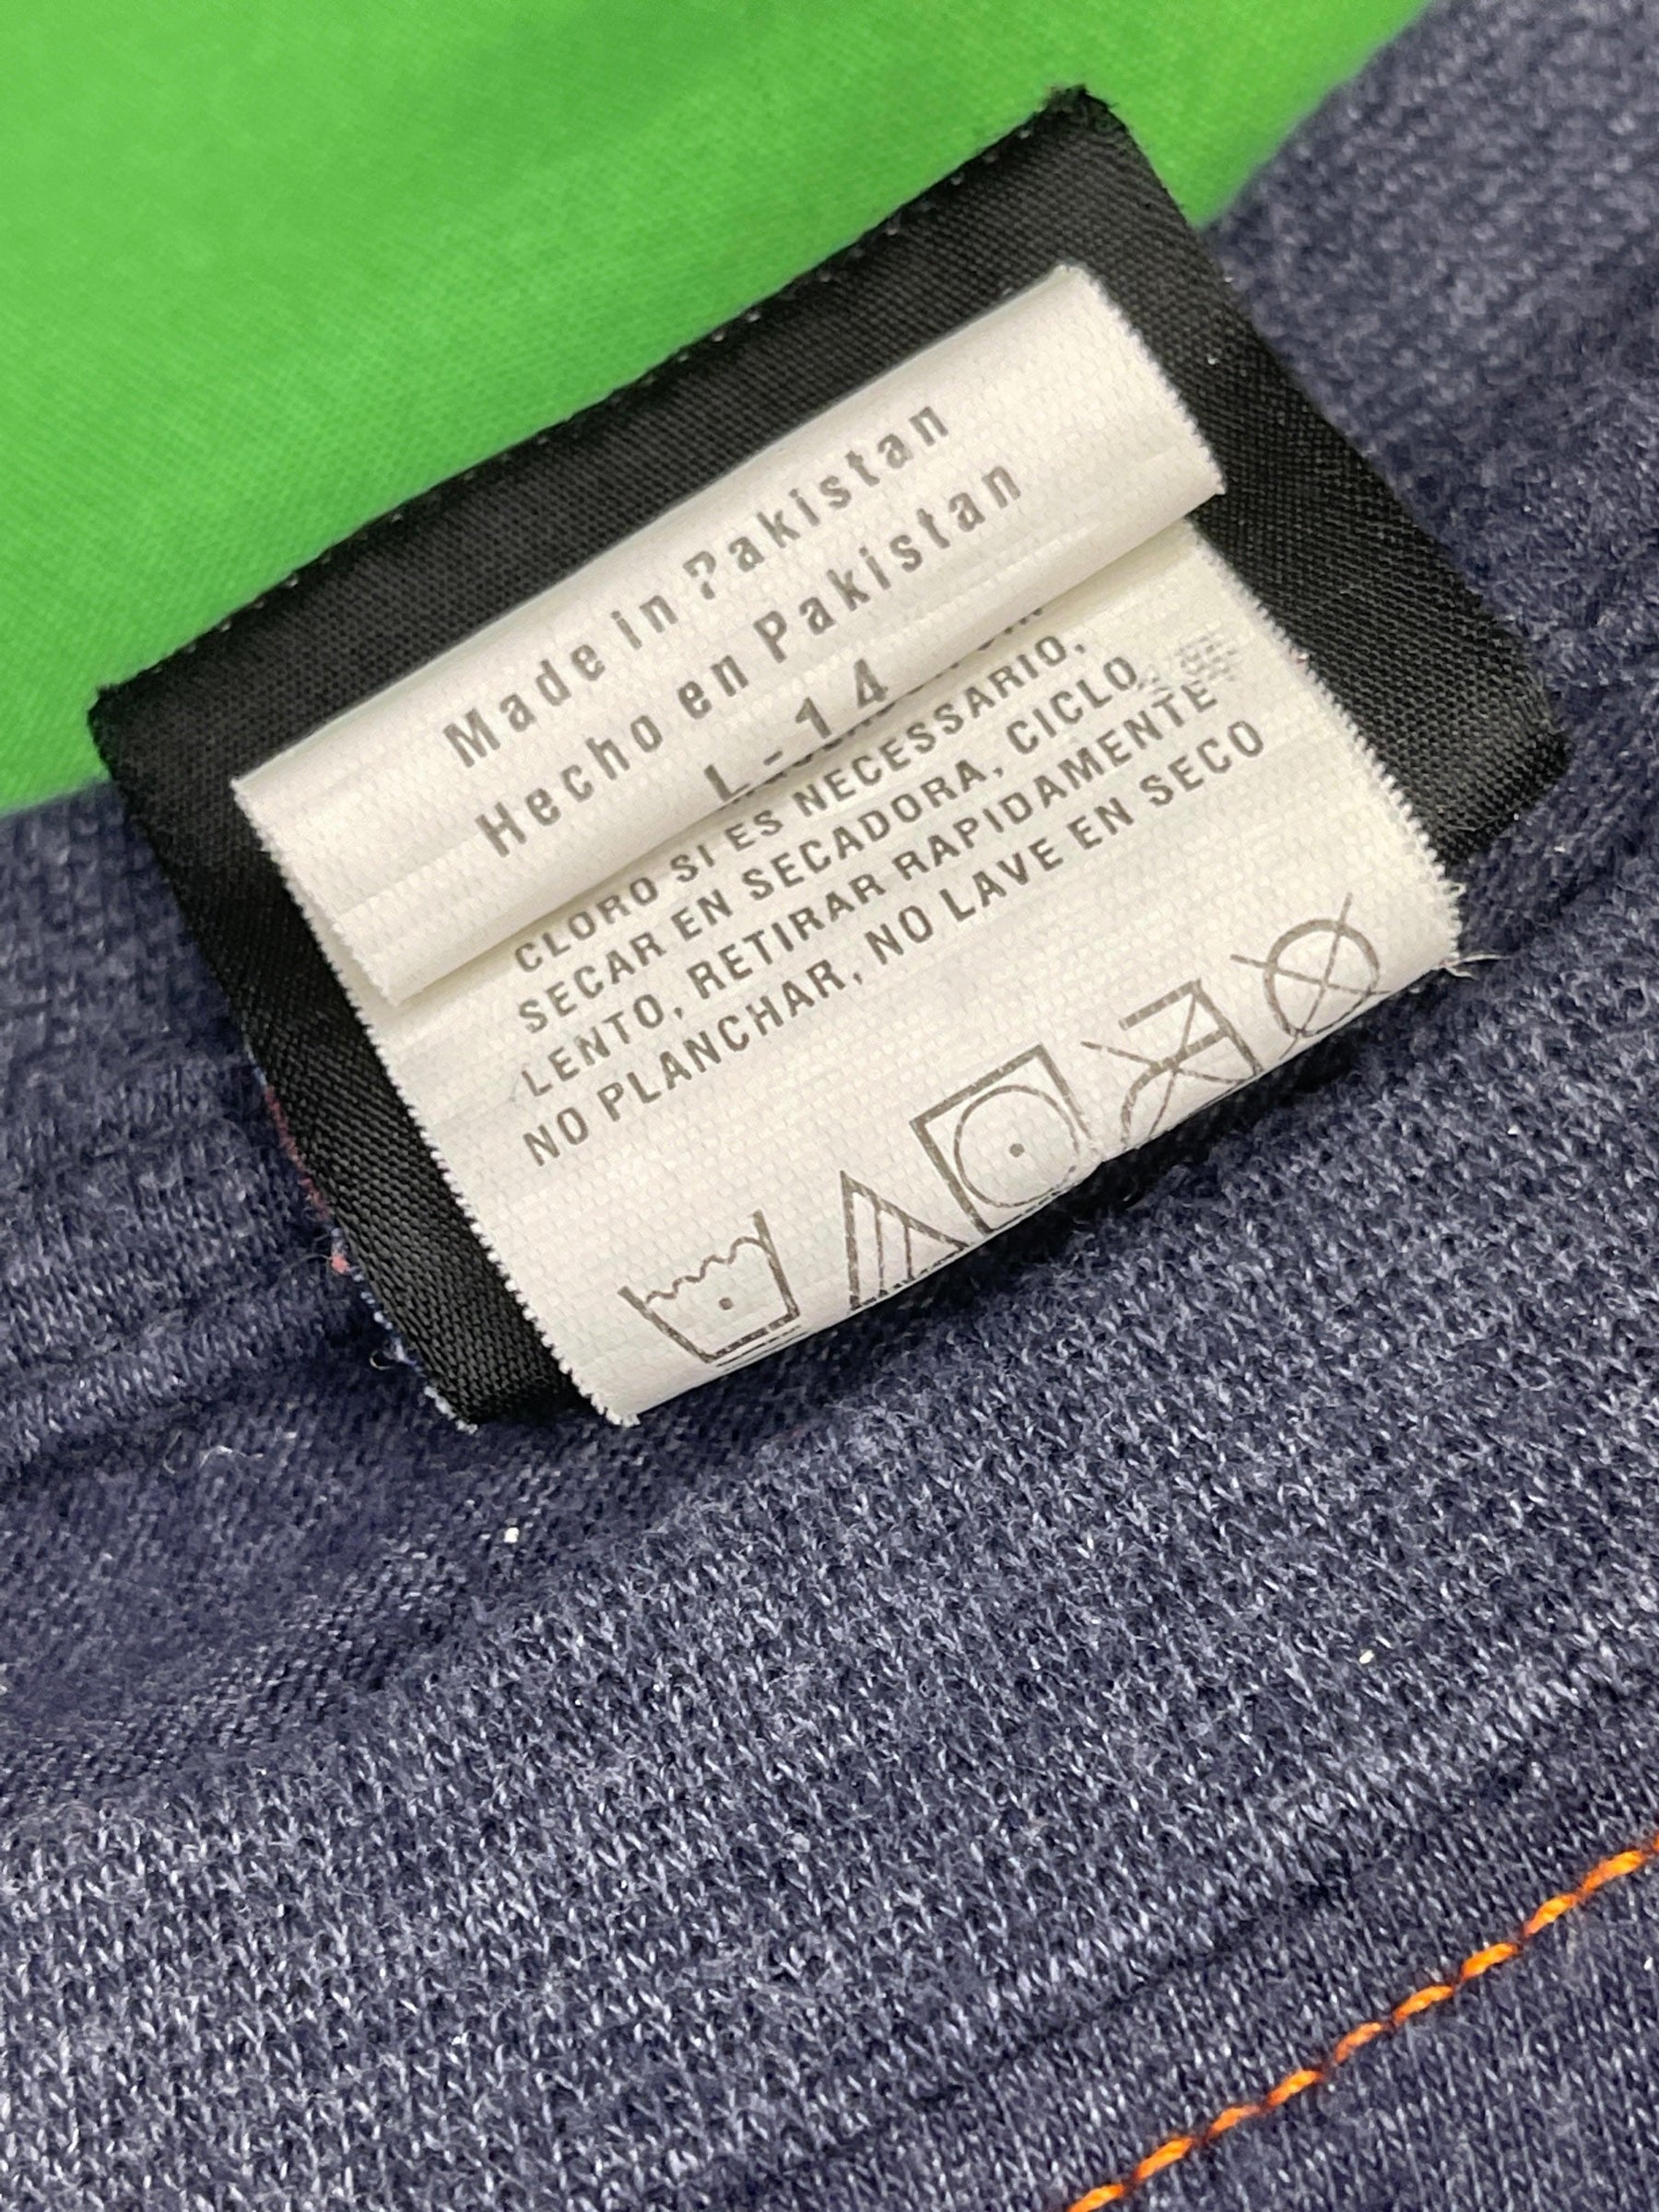 Made in Pakistan
Hecho en Pakistan
L-14
CLORO SI ES NECESSARIO,
SECAR EN SECADORA, CICLO
LENTO, RETIRAR RAPIDAMENTE
NO PLANCHAR, NO LAVE EN SECO